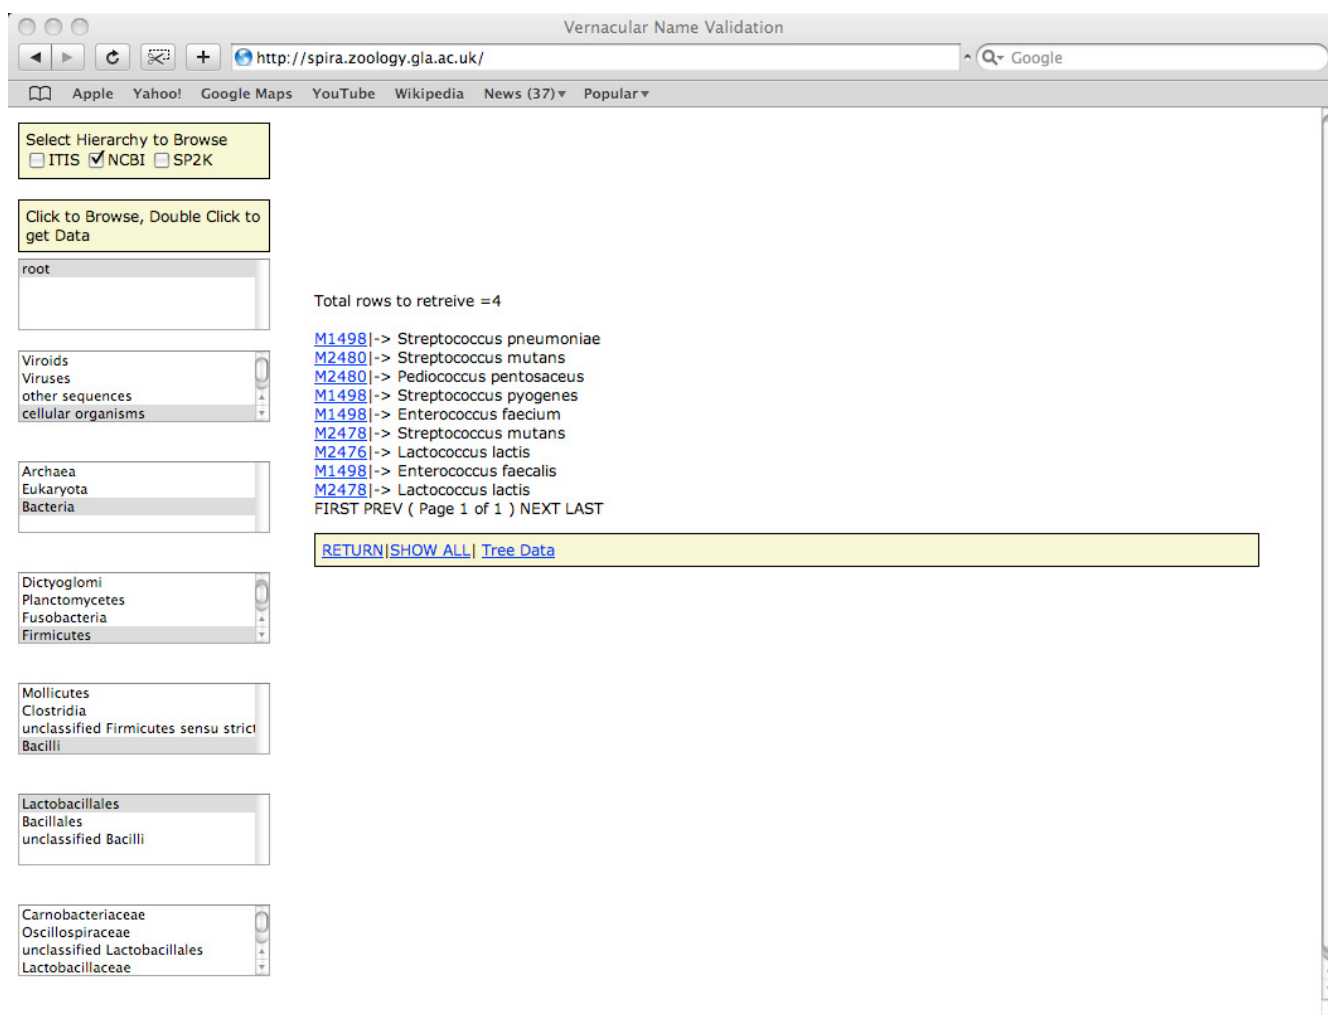 Vernacular Name Validation
http://spira.zoology.gla.ac.uk/
Google
Apple Yahoo! Google Maps YouTube Wikipedia News (37)▾ Popular▾
Select Hierarchy to Browse
ITIS NCBI SP2K
Click to Browse, Double Click to
get Data
root
Viroids
Viruses
other sequences
cellular organisms
Archaea
Eukaryota
Bacteria
Dictyoglomi
Planctomycetes
Fusobacteria
Firmicutes
Mollicutes
Clostridia
unclassified Firmicutes sensu strict
Bacilli
Lactobacillales
Bacillales
unclassified Bacilli
Carnobacteriaceae
Oscillospiraceae
unclassified Lactobacillales
Lactobacillaceae
Total rows to retreive =4
M1498|-> Streptococcus pneumoniae
M2480|-> Streptococcus mutans
M2480|-> Pediococcus pentosaceus
M1498|-> Streptococcus pyogenes
M1498|-> Enterococcus faecium
M2478|-> Streptococcus mutans
M2476|-> Lactococcus lactis
M1498|-> Enterococcus faecalis
M2478|-> Lactococcus lactis
FIRST PREV ( Page 1 of 1 ) NEXT LAST
RETURN|SHOW ALL| Tree Data